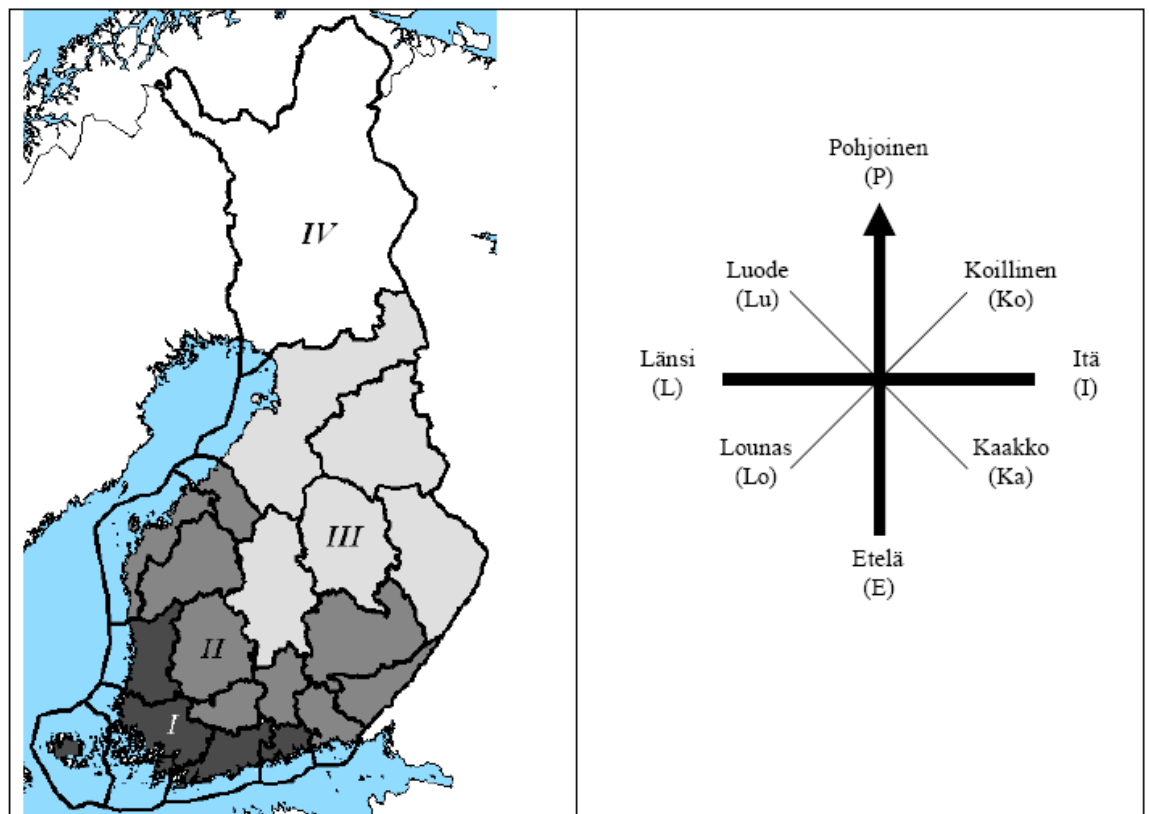 IV
III
II
I
Pohjoinen
(P)
Luode
(Lu)
Koillinen
(Ko)
Länsi
(L)
Itä
(I)
Lounas
(Lo)
Kaakko
(Ka)
Etelä
(E)